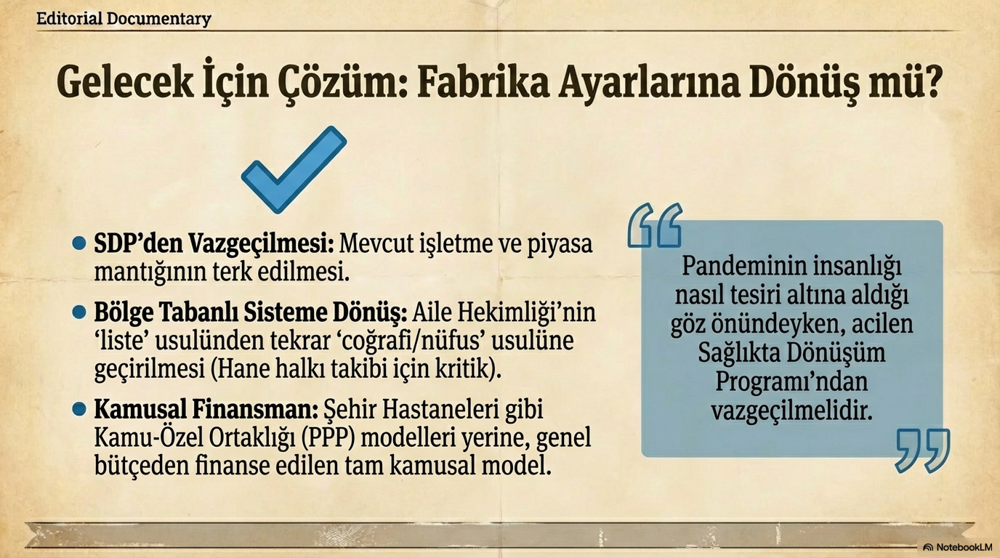 Editorial Documentary
Gelecek İçin Çözüm: Fabrika Ayarlarına Dönüş mü?
● SDP’den Vazgeçilmesi: Mevcut işletme ve piyasa
mantığının terk edilmesi.
● Bölge Tabanlı Sisteme Dönüş: Aile Hekimliği’nin
‘liste’ usulünden tekrar ‘coğrafi/nüfus’ usulüne
geçirilmesi (Hane halkı takibi için kritik).
● Kamusal Finansman: Şehir Hastaneleri gibi
Kamu-Özel Ortaklığı (PPP) modelleri yerine, genel
bütçeden finanse edilen tam kamusal model.
“
Pandeminin insanlığı
nasıl tesiri altına aldığı
göz önündeyken, acilen
Sağlıkta Dönüşüm
Programı’ndan
vazgeçilmelidir.
”
NotebookLM